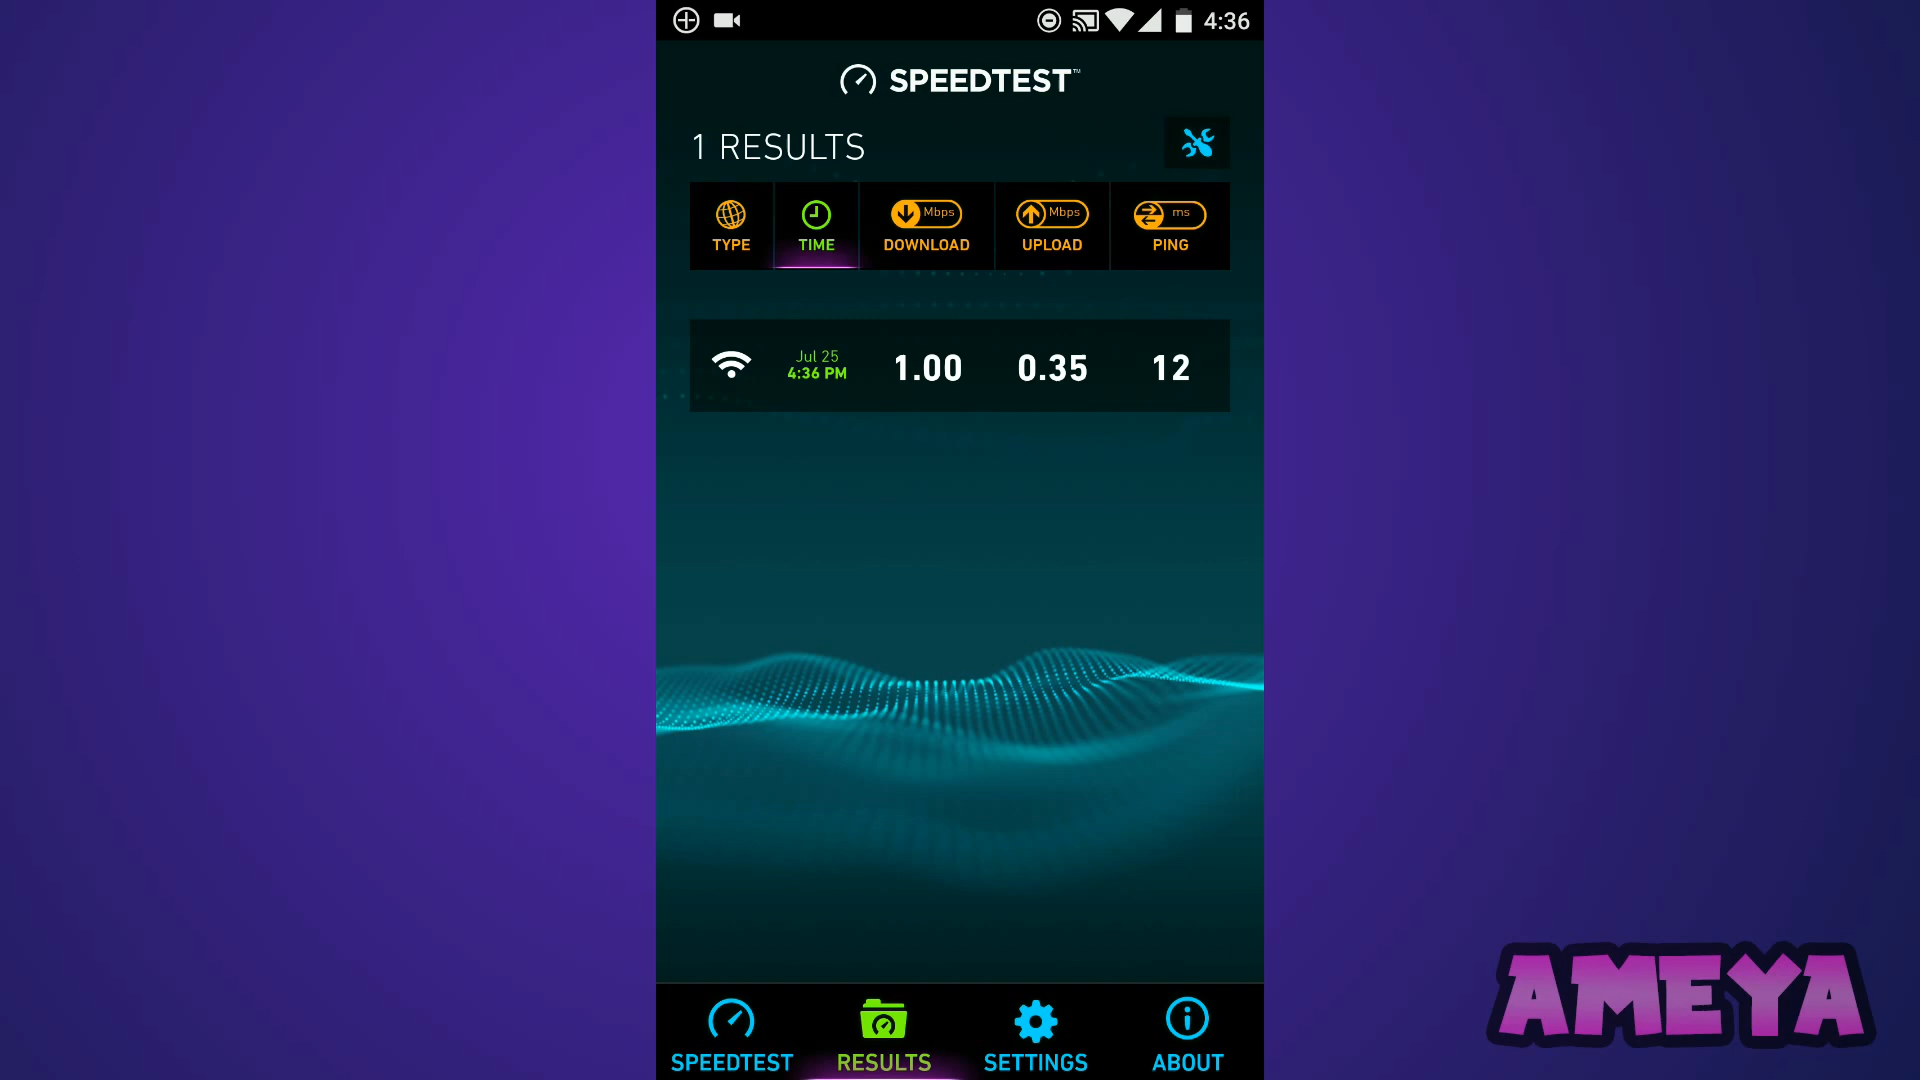 4:36
SPEEDTEST™
1 RESULTS
Mbps Mbps ms
TYPE TIME DOWNLOAD UPLOAD PING
Jul 25
4:36 PM 1.00 0.35 12
SPEEDTEST RESULTS SETTINGS ABOUT
AMEYA